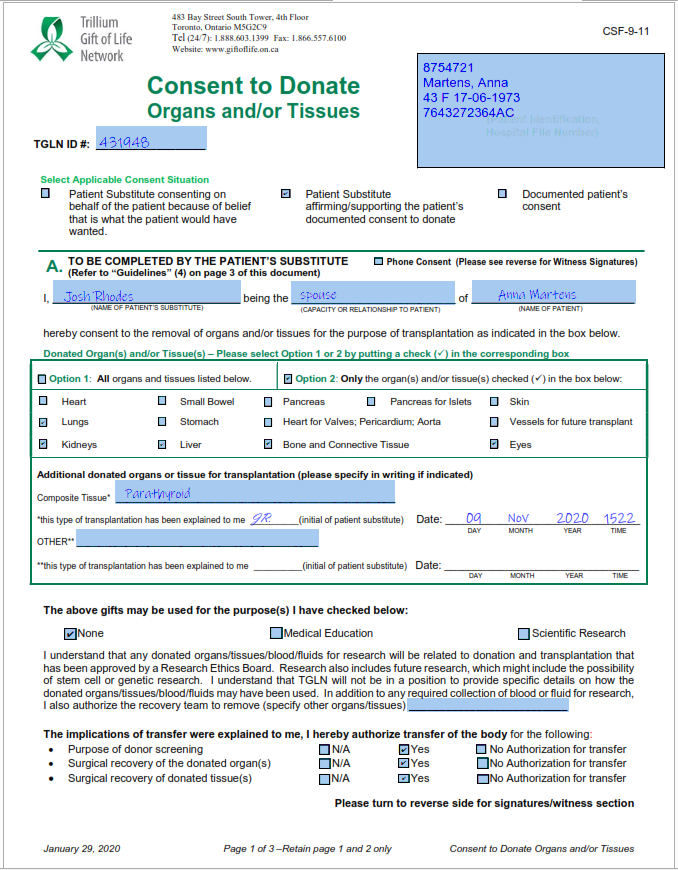 Trillium
Gift of Life
Network
483 Bay Street South Tower, 4th Floor
Toronto, Ontario M5G2C9
Tel (24/7): 1.888.603.1399 Fax: 1.866.557.6100
Website: www.giftoflife.on.ca
CSF-9-11
Consent to Donate
Organs and/or Tissues
8754721
Martens, Anna
43 F 17-06-1973
7643272364AC
(Patient Identification,
Hospital File Number)
TGLN ID #: 431948
Select Applicable Consent Situation
Patient Substitute consenting on
behalf of the patient because of belief
that is what the patient would have
wanted.
✓ Patient Substitute
affirming/supporting the patient's
documented consent to donate
Documented patient's
consent
A. TO BE COMPLETED BY THE PATIENT'S SUBSTITUTE
(Refer to "Guidelines" (4) on page 3 of this document)
Phone Consent (Please see reverse for Witness Signatures)
I, Josh Rhodes being the spouse of Anna Martens
(NAME OF PATIENT'S SUBSTITUTE) (CAPACITY OR RELATIONSHIP TO PATIENT) (NAME OF PATIENT)
hereby consent to the removal of organs and/or tissues for the purpose of transplantation as indicated in the box below.
Donated Organ(s) and/or Tissue(s) – Please select Option 1 or 2 by putting a check (✓) in the corresponding box
Option 1: All organs and tissues listed below. ✓ Option 2: Only the organ(s) and/or tissue(s) checked (✓) in the box below:
Heart Small Bowel Pancreas Pancreas for Islets Skin
✓ Lungs Stomach Heart for Valves; Pericardium; Aorta Vessels for future transplant
✓ Kidneys ✓ Liver ✓ Bone and Connective Tissue ✓ Eyes
Additional donated organs or tissue for transplantation (please specify in writing if indicated)
Composite Tissue* Parathyroid
*this type of transplantation has been explained to me JR (initial of patient substitute) Date: 09 Nov 2020 1522
DAY MONTH YEAR TIME
OTHER**
**this type of transplantation has been explained to me ________ (initial of patient substitute) Date:
DAY MONTH YEAR TIME
The above gifts may be used for the purpose(s) I have checked below:
✓ None Medical Education Scientific Research
I understand that any donated organs/tissues/blood/fluids for research will be related to donation and transplantation that
has been approved by a Research Ethics Board. Research also includes future research, which might include the possibility
of stem cell or genetic research. I understand that TGLN will not be in a position to provide specific details on how the
donated organs/tissues/blood/fluids may have been used. In addition to any required collection of blood or fluid for research,
I also authorize the recovery team to remove (specify other organs/tissues)
The implications of transfer were explained to me, I hereby authorize transfer of the body for the following:
• Purpose of donor screening N/A ✓ Yes No Authorization for transfer
• Surgical recovery of the donated organ(s) N/A ✓ Yes No Authorization for transfer
• Surgical recovery of donated tissue(s) N/A ✓ Yes No Authorization for transfer
Please turn to reverse side for signatures/witness section
January 29, 2020 Page 1 of 3 –Retain page 1 and 2 only Consent to Donate Organs and/or Tissues